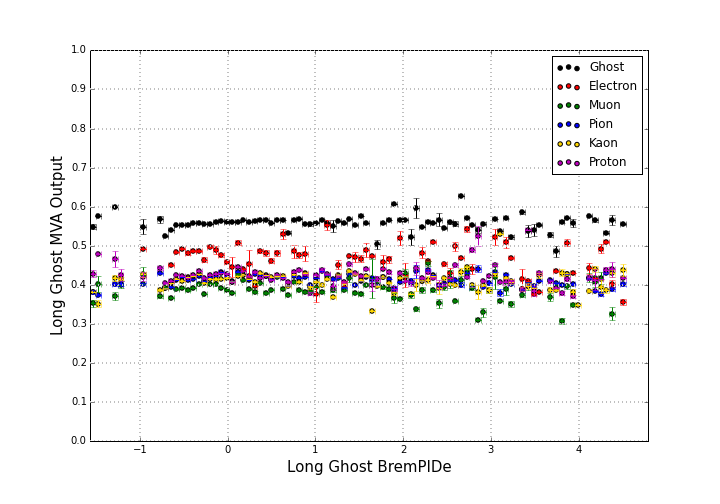 1.0
0.9
0.8
0.7
0.6
0.5
0.4
0.3
0.2
0.1
0.0
Long Ghost MVA Output
Ghost
Electron
Muon
Pion
Kaon
Proton
−1 0 1 2 3 4
Long Ghost BremPIDe